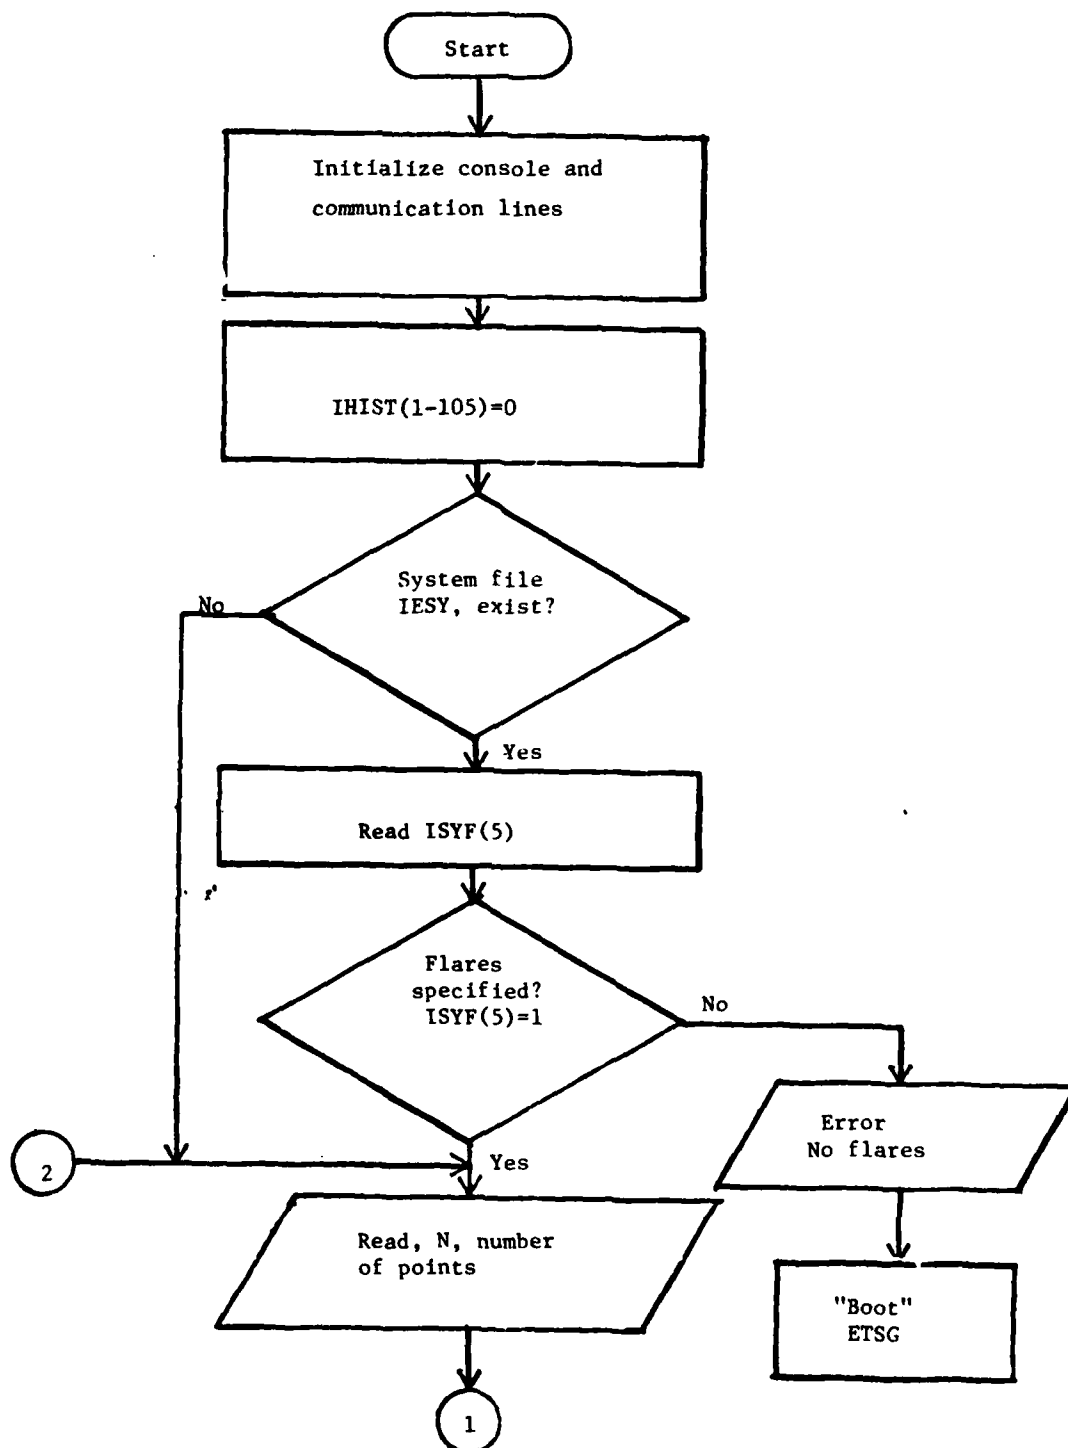 Start
Initialize console and
communication lines
IHIST(1-105)=0
System file
IESY, exist?
No
Yes
Read ISYF(5)
Flares
specified?
ISYF(5)=1
No
Error
No flares
2
Yes
Read, N, number
of points
"Boot"
ETSG
1